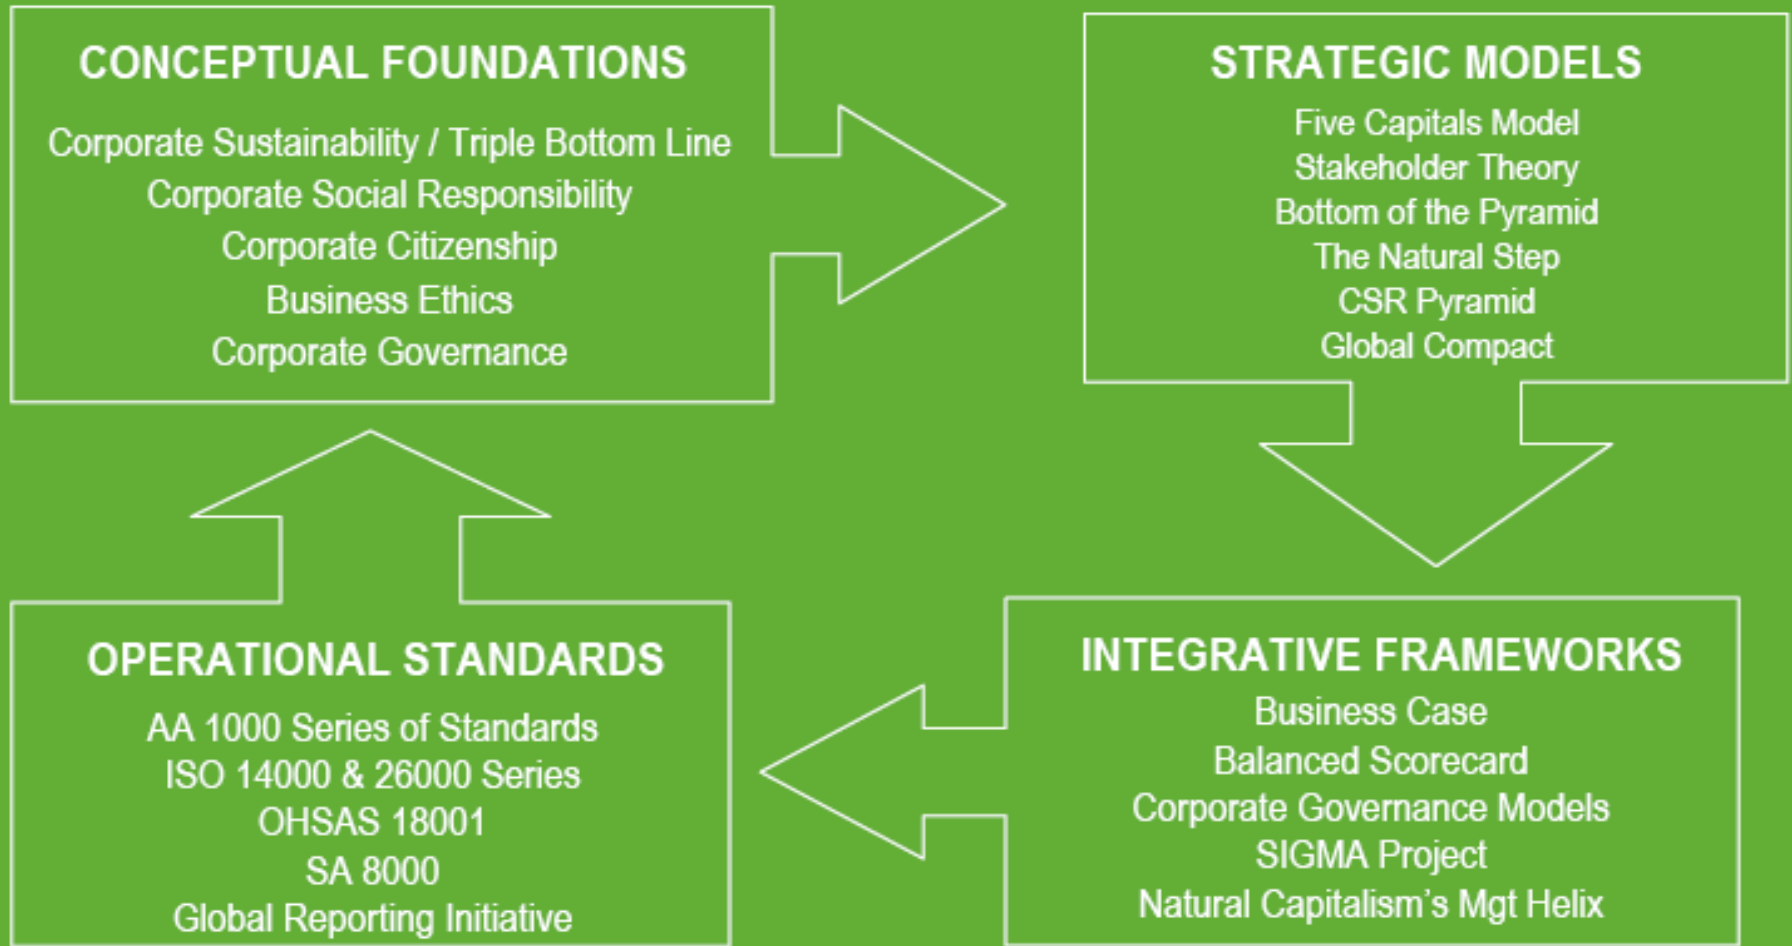 CONCEPTUAL FOUNDATIONS
Corporate Sustainability / Triple Bottom Line
Corporate Social Responsibility
Corporate Citizenship
Business Ethics
Corporate Governance
STRATEGIC MODELS
Five Capitals Model
Stakeholder Theory
Bottom of the Pyramid
The Natural Step
CSR Pyramid
Global Compact
INTEGRATIVE FRAMEWORKS
Business Case
Balanced Scorecard
Corporate Governance Models
SIGMA Project
Natural Capitalism's Mgt Helix
OPERATIONAL STANDARDS
AA 1000 Series of Standards
ISO 14000 & 26000 Series
OHSAS 18001
SA 8000
Global Reporting Initiative